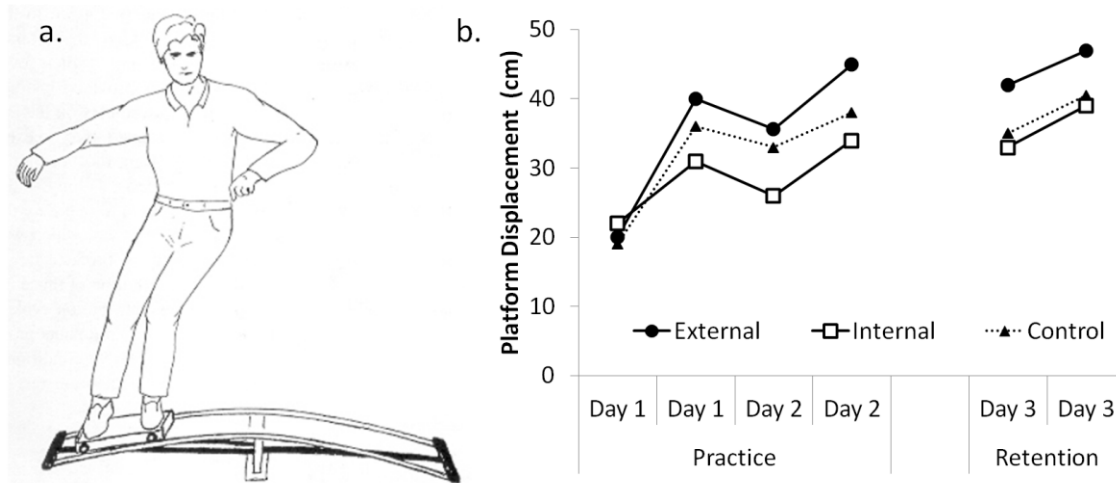 a.
b.
Platform Displacement (cm)
50
40
30
20
10
0
External
Internal
Control
Day 1
Day 1
Day 2
Day 2
Day 3
Day 3
Practice
Retention